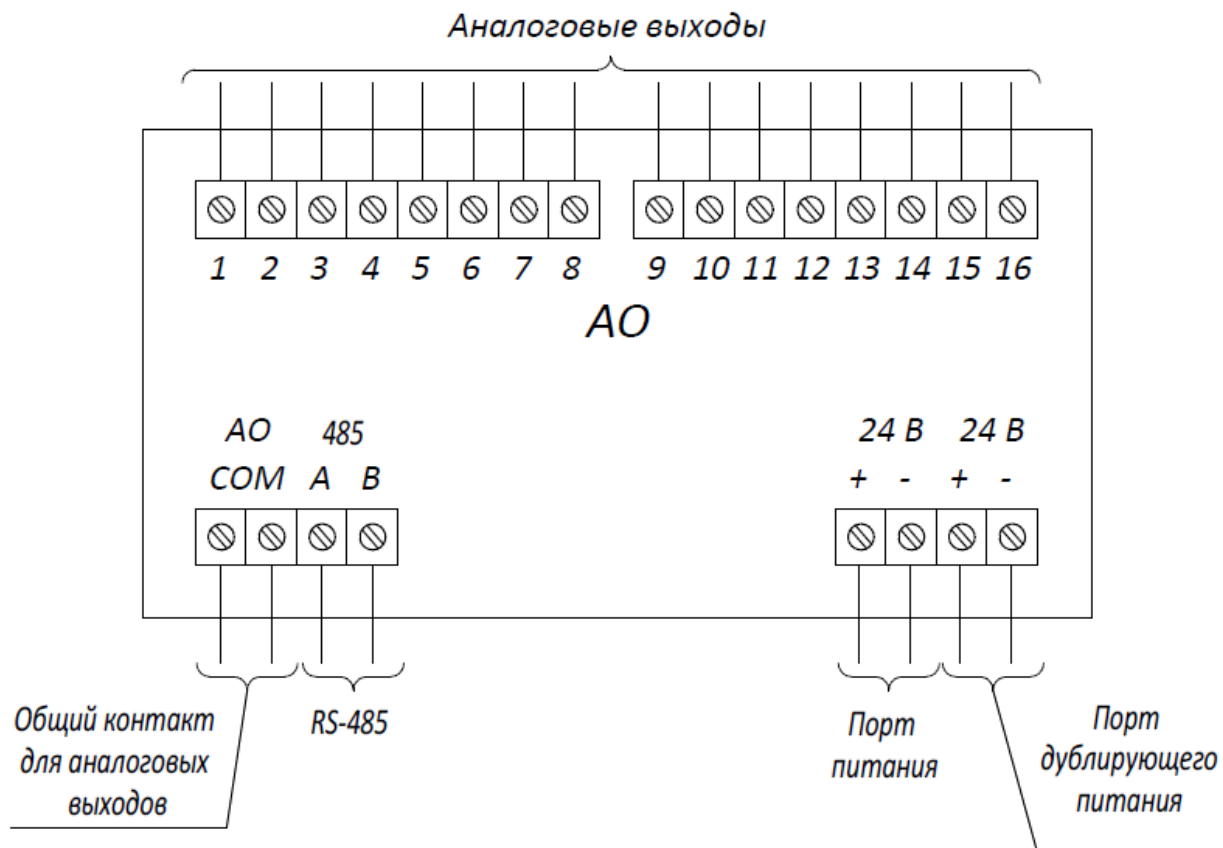 Аналоговые выходы
1 2 3 4 5 6 7 8 9 10 11 12 13 14 15 16
AO
AO 485 24 В 24 В
COM A B + - + -
Общий контакт
для аналоговых
выходов
RS-485
Порт
питания
Порт
дублирующего
питания